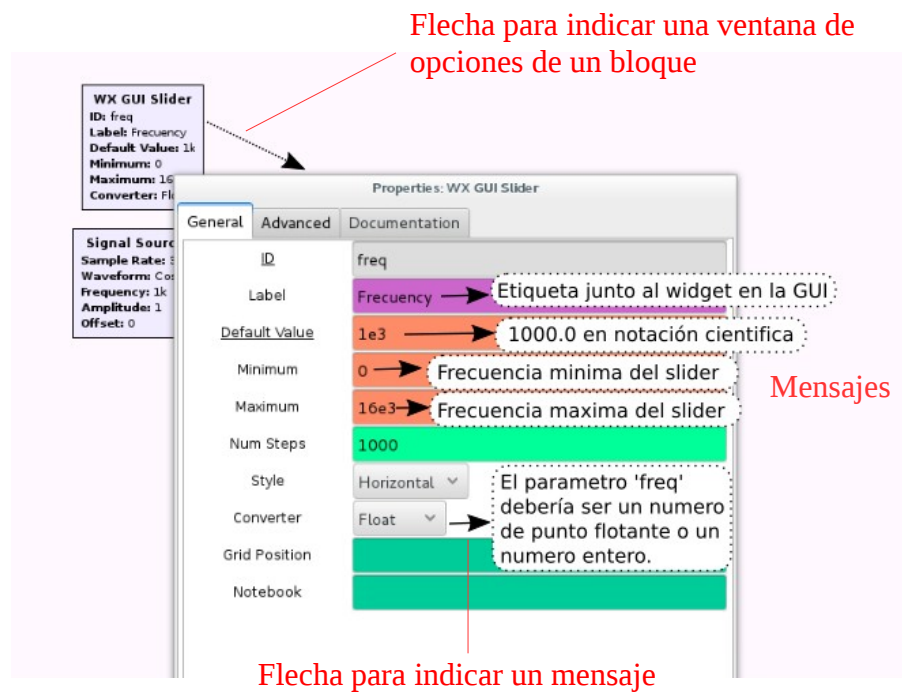 Flecha para indicar una ventana de
opciones de un bloque
WX GUI Slider
ID: freq
Label: Frecuency
Default Value: 1k
Minimum: 0
Maximum: 16
Converter: Fl
Properties: WX GUI Slider
General Advanced Documentation
Signal Sourc
Sample Rate:
Waveform: Co
Frequency: 1k
Amplitude: 1
Offset: 0
ID freq
Label Frecuency Etiqueta junto al widget en la GUI
Default Value 1e3 1000.0 en notación cientifica
Minimum 0 Frecuencia minima del slider
Mensajes
Maximum 16e3 Frecuencia maxima del slider
Num Steps 1000
Style Horizontal
Converter Float
El parametro 'freq'
debería ser un numero
de punto flotante o un
numero entero.
Grid Position
Notebook
Flecha para indicar un mensaje